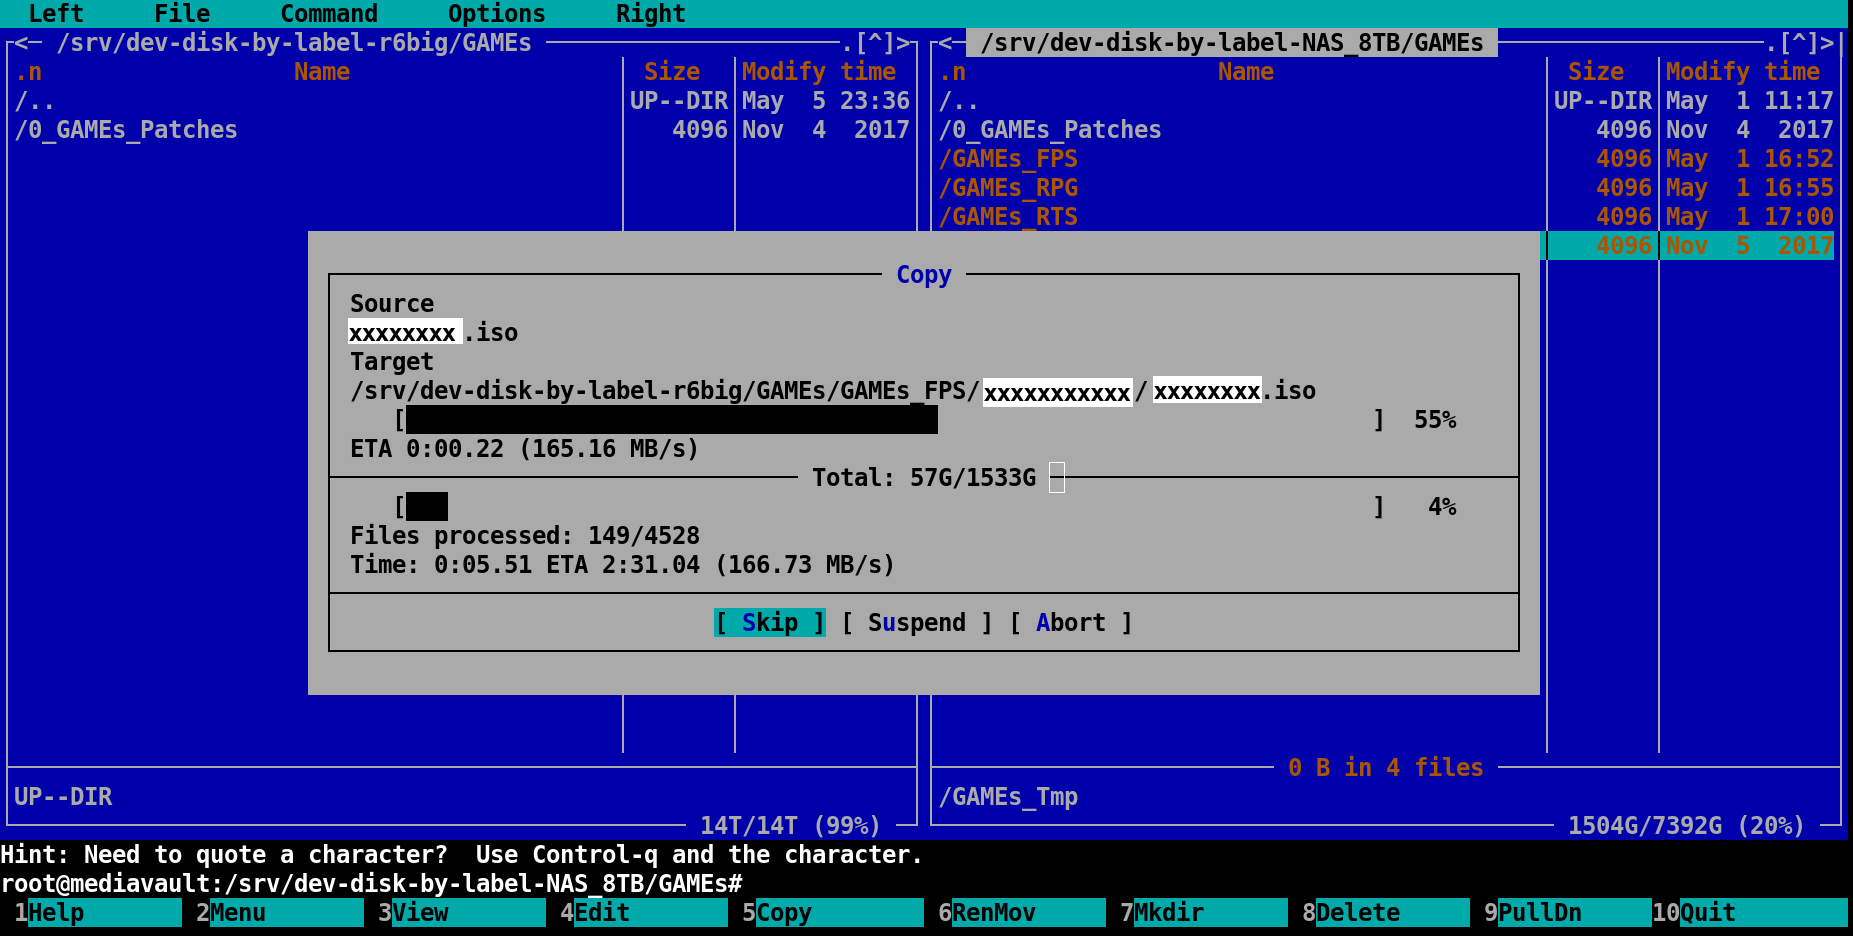 Left File Command Options Right
<─ /srv/dev-disk-by-label-r6big/GAMEs .[^]> <─ /srv/dev-disk-by-label-NAS_8TB/GAMEs .[^]>
.n Name Size Modify time .n Name Size Modify time
/.. UP--DIR May 5 23:36 /.. UP--DIR May 1 11:17
/0_GAMEs_Patches 4096 Nov 4 2017 /0_GAMEs_Patches 4096 Nov 4 2017
/GAMEs_FPS 4096 May 1 16:52
/GAMEs_RPG 4096 May 1 16:55
/GAMEs_RTS 4096 May 1 17:00
4096 Nov 5 2017
Copy
Source
xxxxxxxx.iso
Target
/srv/dev-disk-by-label-r6big/GAMEs/GAMEs_FPS/xxxxxxxxxxx/xxxxxxxx.iso
[ ] 55%
ETA 0:00.22 (165.16 MB/s)
Total: 57G/1533G
[ ] 4%
Files processed: 149/4528
Time: 0:05.51 ETA 2:31.04 (166.73 MB/s)
[ Skip ] [ Suspend ] [ Abort ]
0 B in 4 files
UP--DIR /GAMEs_Tmp
14T/14T (99%) 1504G/7392G (20%)
Hint: Need to quote a character?  Use Control-q and the character.
root@mediavault:/srv/dev-disk-by-label-NAS_8TB/GAMEs#
1Help 2Menu 3View 4Edit 5Copy 6RenMov 7Mkdir 8Delete 9PullDn 10Quit